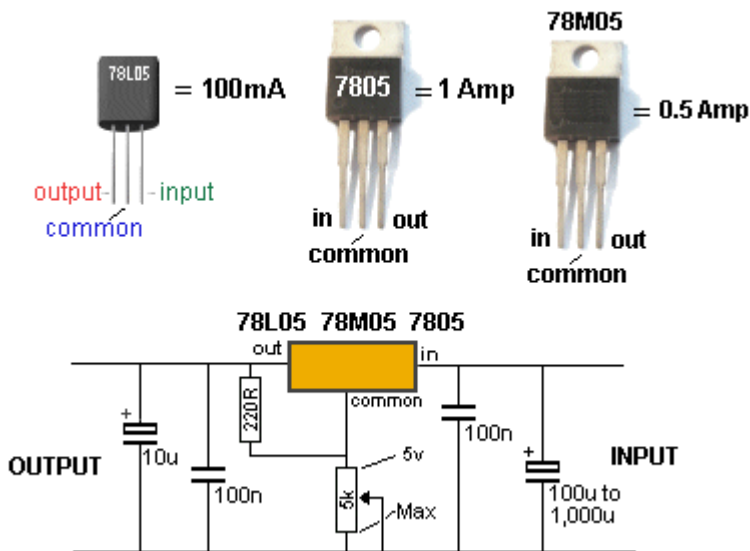 78L05
= 100mA
output
input
common
7805
= 1 Amp
in
out
common
78M05
= 0.5 Amp
in
out
common
78L05 78M05 7805
out
in
common
220R
+
10u
100n
OUTPUT
5k
5v
Max
100n
+
100u to
1,000u
INPUT